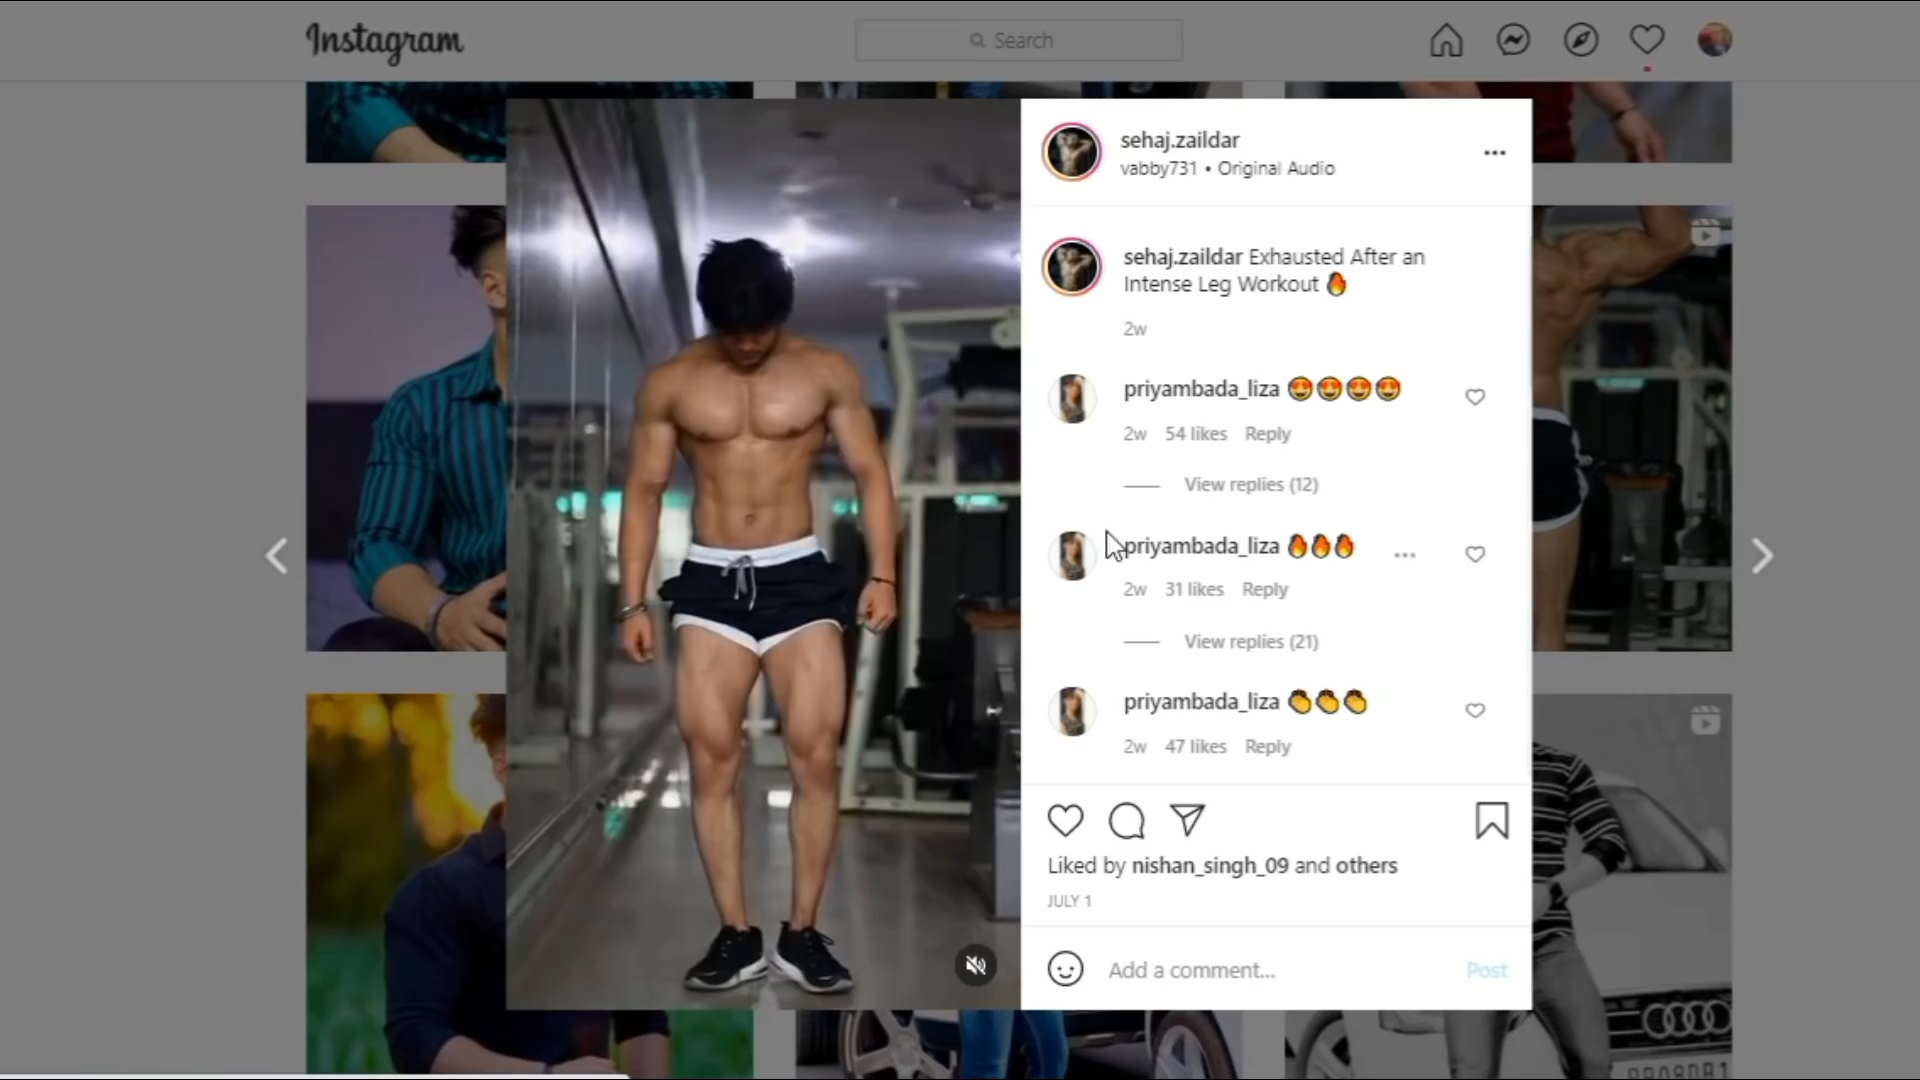 Instagram
Search
sehaj.zaildar
vabby731 • Original Audio
sehaj.zaildar Exhausted After an
Intense Leg Workout 🔥
2w
priyambada_liza 😍😍😍😍
2w 54 likes Reply
View replies (12)
priyambada_liza 🔥🔥🔥
2w 31 likes Reply
View replies (21)
priyambada_liza 👏👏👏
2w 47 likes Reply
Liked by nishan_singh_09 and others
JULY 1
Add a comment...
Post